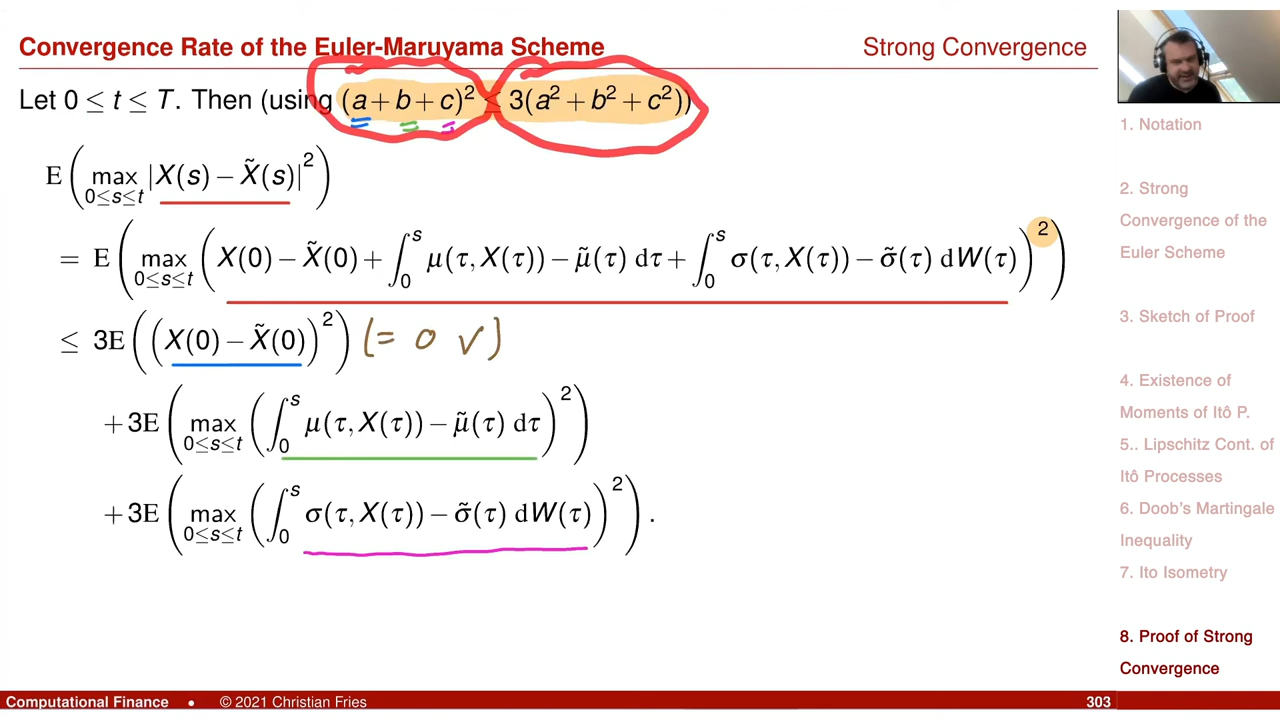 Convergence Rate of the Euler-Maruyama Scheme
Strong Convergence
Let 0 ≤ t ≤ T. Then (using (a + b + c)² ≤ 3(a² + b² + c²))
E( max_{0≤s≤t} |X(s) − X̃(s)|² )
= E( max_{0≤s≤t} ( X(0) − X̃(0) + ∫₀ˢ μ(τ, X(τ)) − μ̃(τ) dτ + ∫₀ˢ σ(τ, X(τ)) − σ̃(τ) dW(τ) )² )
≤ 3E( ( X(0) − X̃(0) )² ) (= 0 ✓)
+ 3E( max_{0≤s≤t} ( ∫₀ˢ μ(τ, X(τ)) − μ̃(τ) dτ )² )
+ 3E( max_{0≤s≤t} ( ∫₀ˢ σ(τ, X(τ)) − σ̃(τ) dW(τ) )² ).
1. Notation
2. Strong
Convergence of the
Euler Scheme
3. Sketch of Proof
4. Existence of
Moments of Itô P.
5.. Lipschitz Cont. of
Itô Processes
6. Doob's Martingale
Inequality
7. Ito Isometry
8. Proof of Strong
Convergence
Computational Finance • © 2021 Christian Fries
303